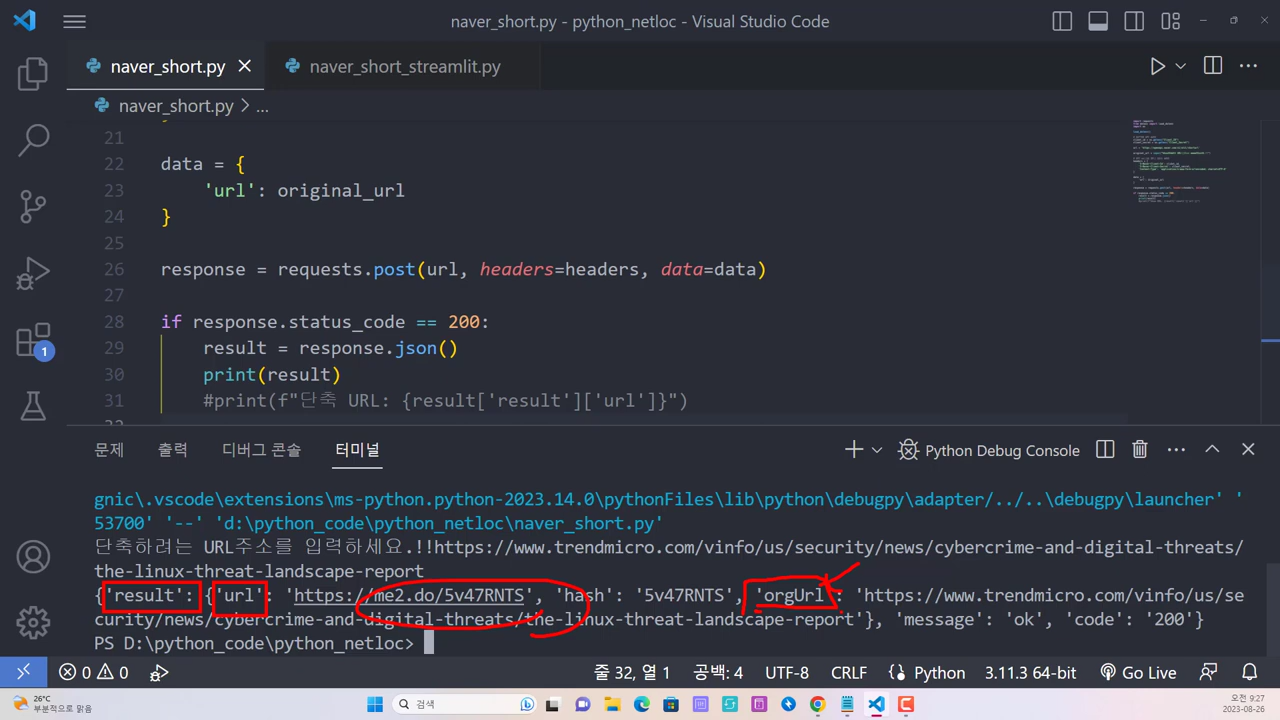 naver_short.py - python_netloc - Visual Studio Code
naver_short.py
naver_short_streamlit.py
naver_short.py > ...
21
22 data = {
23 'url': original_url
24 }
25
26 response = requests.post(url, headers=headers, data=data)
27
28 if response.status_code == 200:
29 result = response.json()
30 print(result)
31 #print(f"단축 URL: {result['result']['url']}")
1
문제 출력 디버그 콘솔 터미널 Python Debug Console
gnic\.vscode\extensions\ms-python.python-2023.14.0\pythonFiles\lib\python\debugpy\adapter/../..\debugpy\launcher' '
53700' '--' 'd:\python_code\python_netloc\naver_short.py'
단축하려는 URL주소를 입력하세요.!!https://www.trendmicro.com/vinfo/us/security/news/cybercrime-and-digital-threats/
the-linux-threat-landscape-report
{'result': {'url': 'https://me2.do/5v47RNTS', 'hash': '5v47RNTS', 'orgUrl': 'https://www.trendmicro.com/vinfo/us/se
curity/news/cybercrime-and-digital-threats/the-linux-threat-landscape-report'}, 'message': 'ok', 'code': '200'}
PS D:\python_code\python_netloc>
0 0 줄 32, 열 1 공백: 4 UTF-8 CRLF Python 3.11.3 64-bit Go Live
26°C
부분적으로 맑음
검색
오전 9:27
2023-08-26